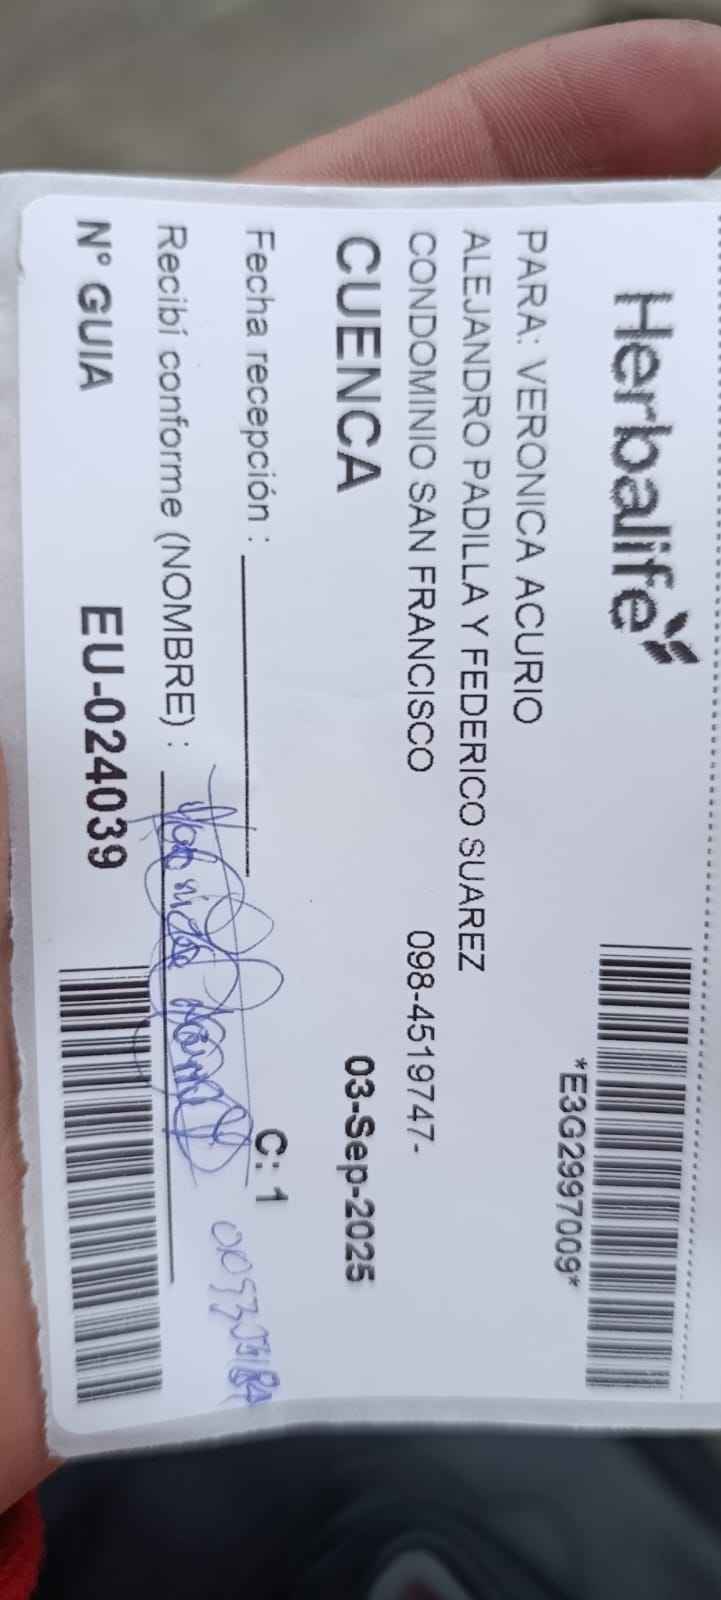 Herbalife
*E3G2997009*
PARA: VERONICA ACURIO
ALEJANDRO PADILLA Y FEDERICO SUAREZ
CONDOMINIO SAN FRANCISCO 098-4519747-
CUENCA 03-Sep-2025
Fecha recepción : C: 1
Recibí conforme (NOMBRE) :
N° GUIA EU-024039